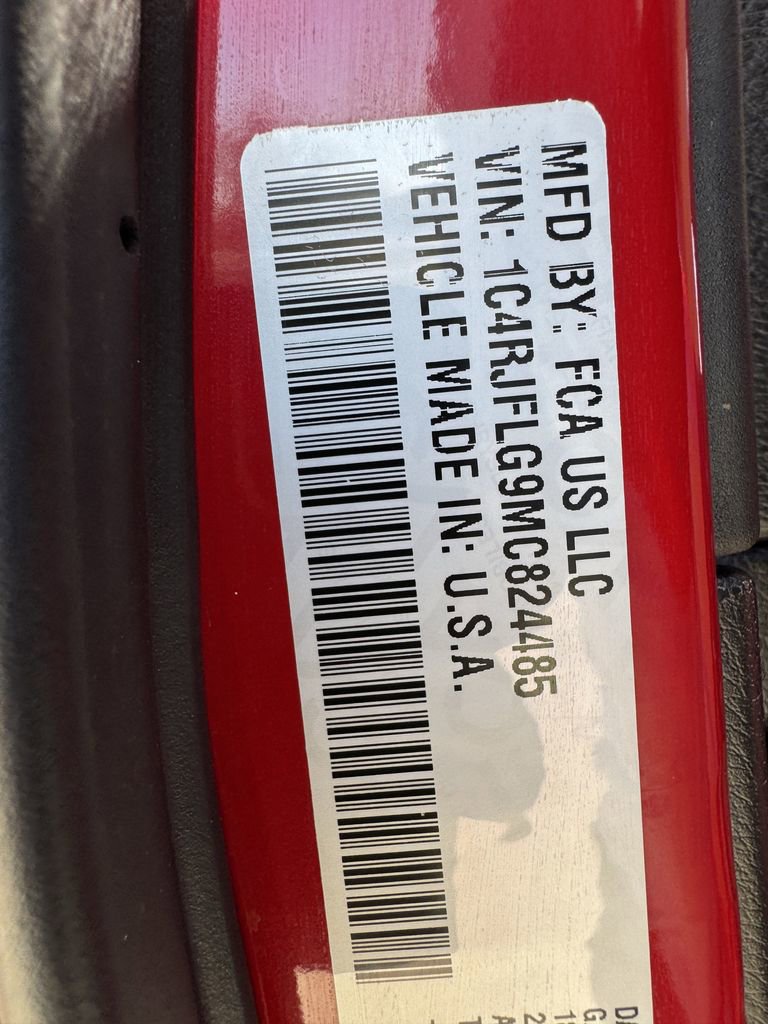 MFD BY: FCA US LLC
VIN: 1C4RJFLG9MC824485
VEHICLE MADE IN: U.S.A.